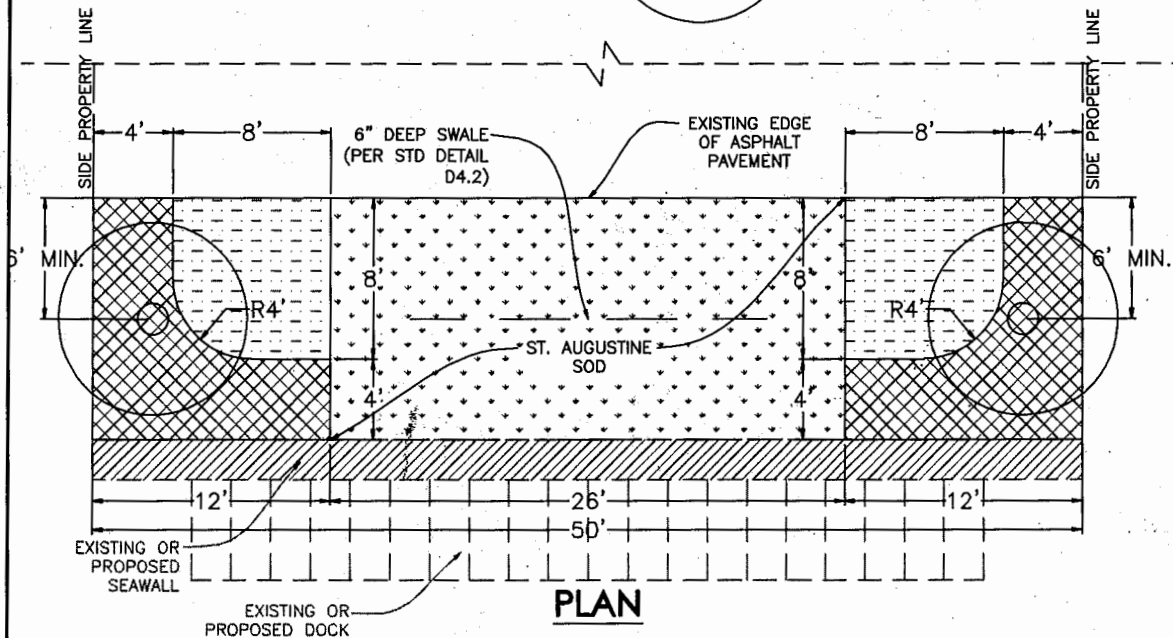 SIDE PROPERTY LINE
SIDE PROPERTY LINE
4'
8'
6" DEEP SWALE
(PER STD DETAIL
D4.2)
EXISTING EDGE
OF ASPHALT
PAVEMENT
8'
4'
6' MIN.
6' MIN.
8'
8'
R4'
R4'
ST. AUGUSTINE
SOD
4'
4'
12'
26'
12'
50'
EXISTING OR
PROPOSED
SEAWALL
EXISTING OR
PROPOSED DOCK
PLAN